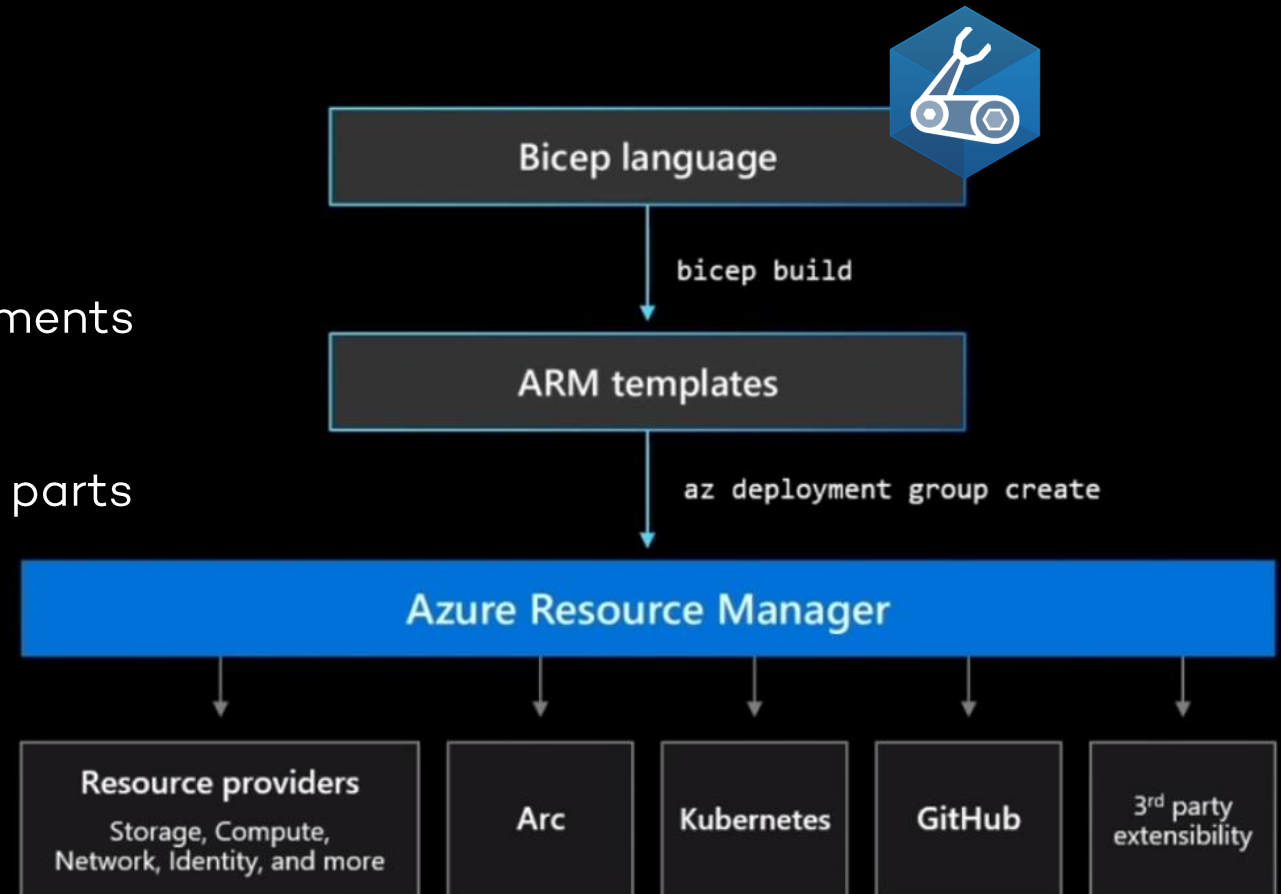 Bicep language
bicep build
ments
ARM templates
parts
az deployment group create
Azure Resource Manager
Resource providers
Storage, Compute,
Network, Identity, and more
Arc
Kubernetes
GitHub
3rd party
extensibility